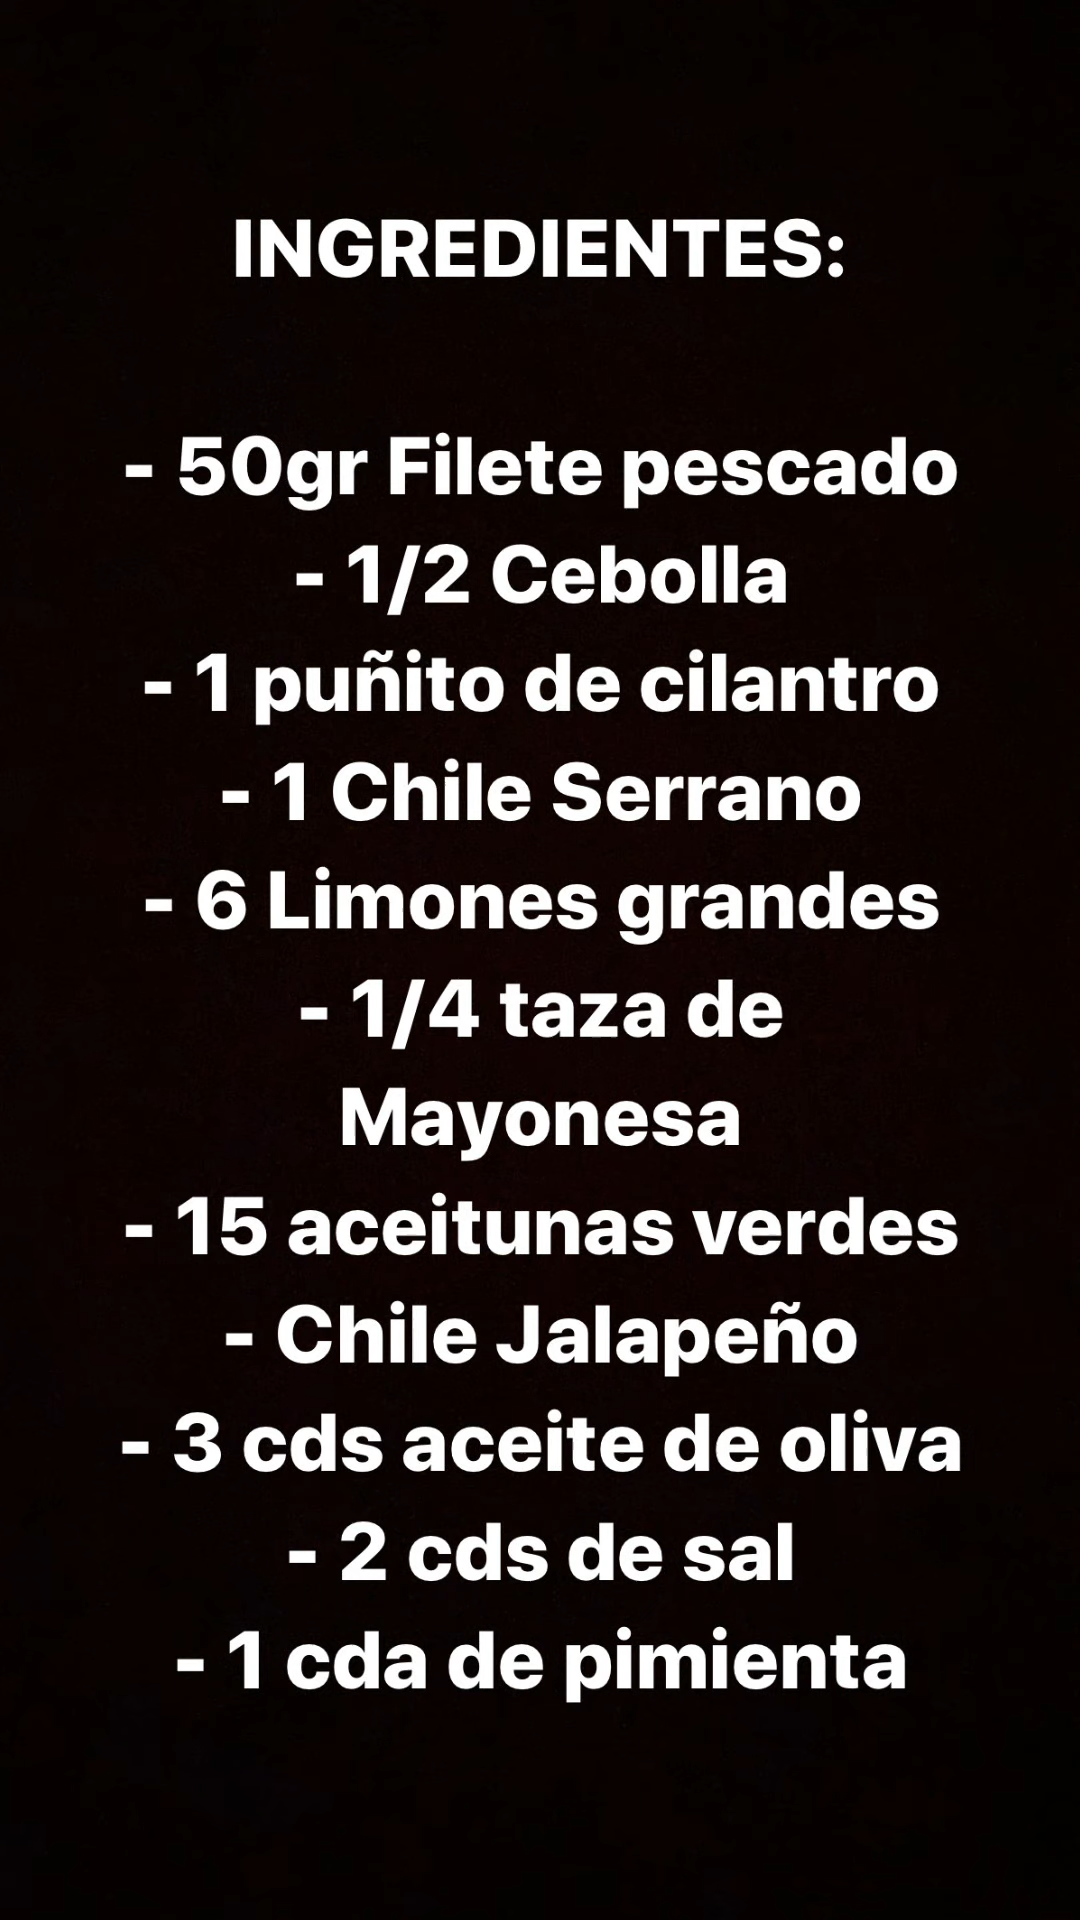 INGREDIENTES:
- 50gr Filete pescado
- 1/2 Cebolla
- 1 puñito de cilantro
- 1 Chile Serrano
- 6 Limones grandes
- 1/4 taza de
Mayonesa
- 15 aceitunas verdes
- Chile Jalapeño
- 3 cds aceite de oliva
- 2 cds de sal
- 1 cda de pimienta